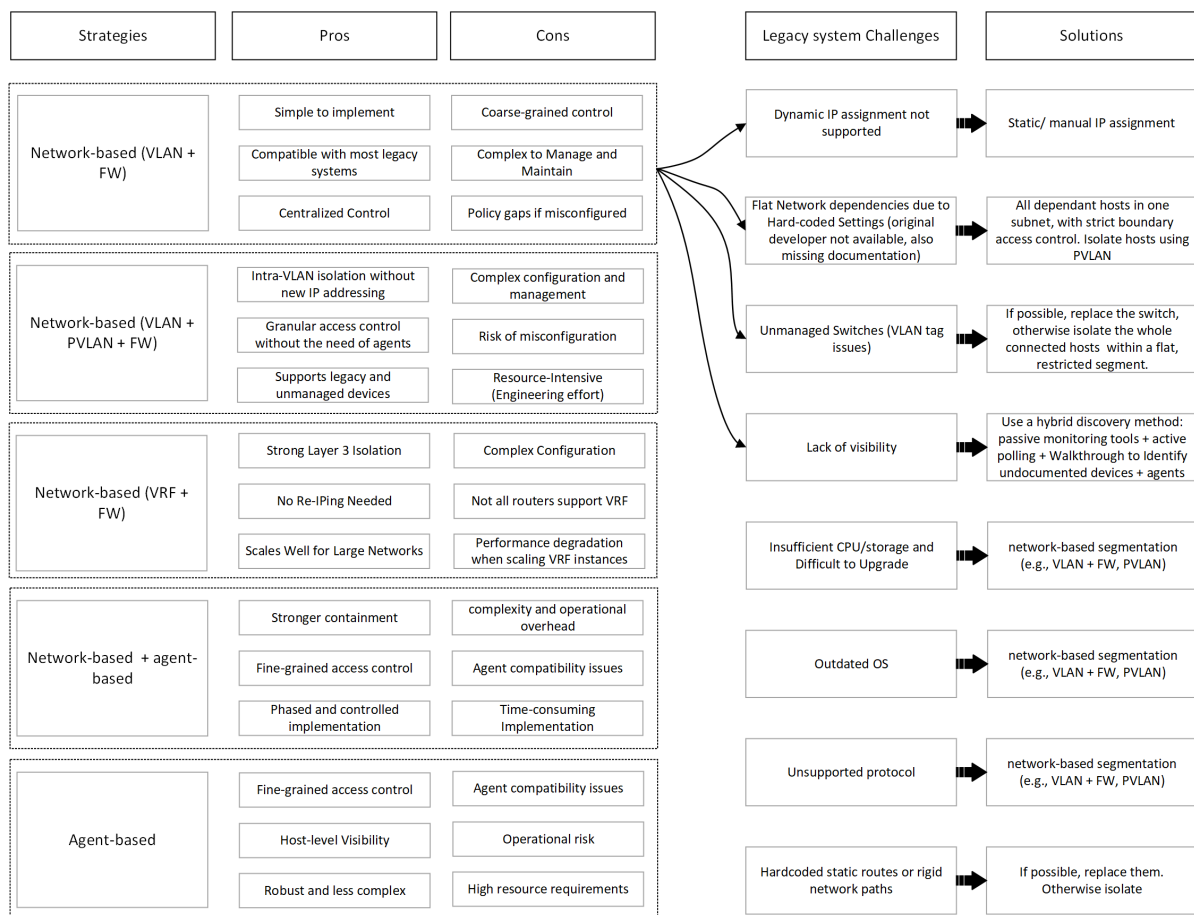 Strategies
Pros
Cons
Legacy system Challenges
Solutions
Network-based (VLAN +
FW)
Simple to implement
Coarse-grained control
Compatible with most legacy
systems
Complex to Manage and
Maintain
Centralized Control
Policy gaps if misconfigured
Network-based (VLAN +
PVLAN + FW)
Intra-VLAN isolation without
new IP addressing
Complex configuration and
management
Granular access control
without the need of agents
Risk of misconfiguration
Supports legacy and
unmanaged devices
Resource-Intensive
(Engineering effort)
Network-based (VRF +
FW)
Strong Layer 3 Isolation
Complex Configuration
No Re-IPing Needed
Not all routers support VRF
Scales Well for Large Networks
Performance degradation
when scaling VRF instances
Network-based + agent-
based
Stronger containment
complexity and operational
overhead
Fine-grained access control
Agent compatibility issues
Phased and controlled
implementation
Time-consuming
Implementation
Agent-based
Fine-grained access control
Agent compatibility issues
Host-level Visibility
Operational risk
Robust and less complex
High resource requirements
Dynamic IP assignment not
supported
Static/ manual IP assignment
Flat Network dependencies due to
Hard-coded Settings (original
developer not available, also
missing documentation)
All dependant hosts in one
subnet, with strict boundary
access control. Isolate hosts using
PVLAN
Unmanaged Switches (VLAN tag
issues)
If possible, replace the switch,
otherwise isolate the whole
connected hosts within a flat,
restricted segment.
Lack of visibility
Use a hybrid discovery method:
passive monitoring tools + active
polling + Walkthrough to Identify
undocumented devices + agents
Insufficient CPU/storage and
Difficult to Upgrade
network-based segmentation
(e.g., VLAN + FW, PVLAN)
Outdated OS
network-based segmentation
(e.g., VLAN + FW, PVLAN)
Unsupported protocol
network-based segmentation
(e.g., VLAN + FW, PVLAN)
Hardcoded static routes or rigid
network paths
If possible, replace them.
Otherwise isolate